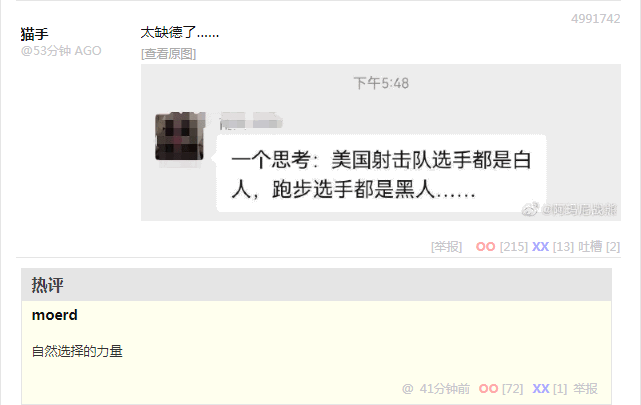 4991742
猫手
太缺德了……
@53分钟 AGO
[查看原图]
下午5:48
一个思考：美国射击队选手都是白
人，跑步选手都是黑人……
[举报] OO [215] XX [13] 吐槽 [2]
热评
moerd
自然选择的力量
@ 41分钟前 OO [72] XX [1] 举报